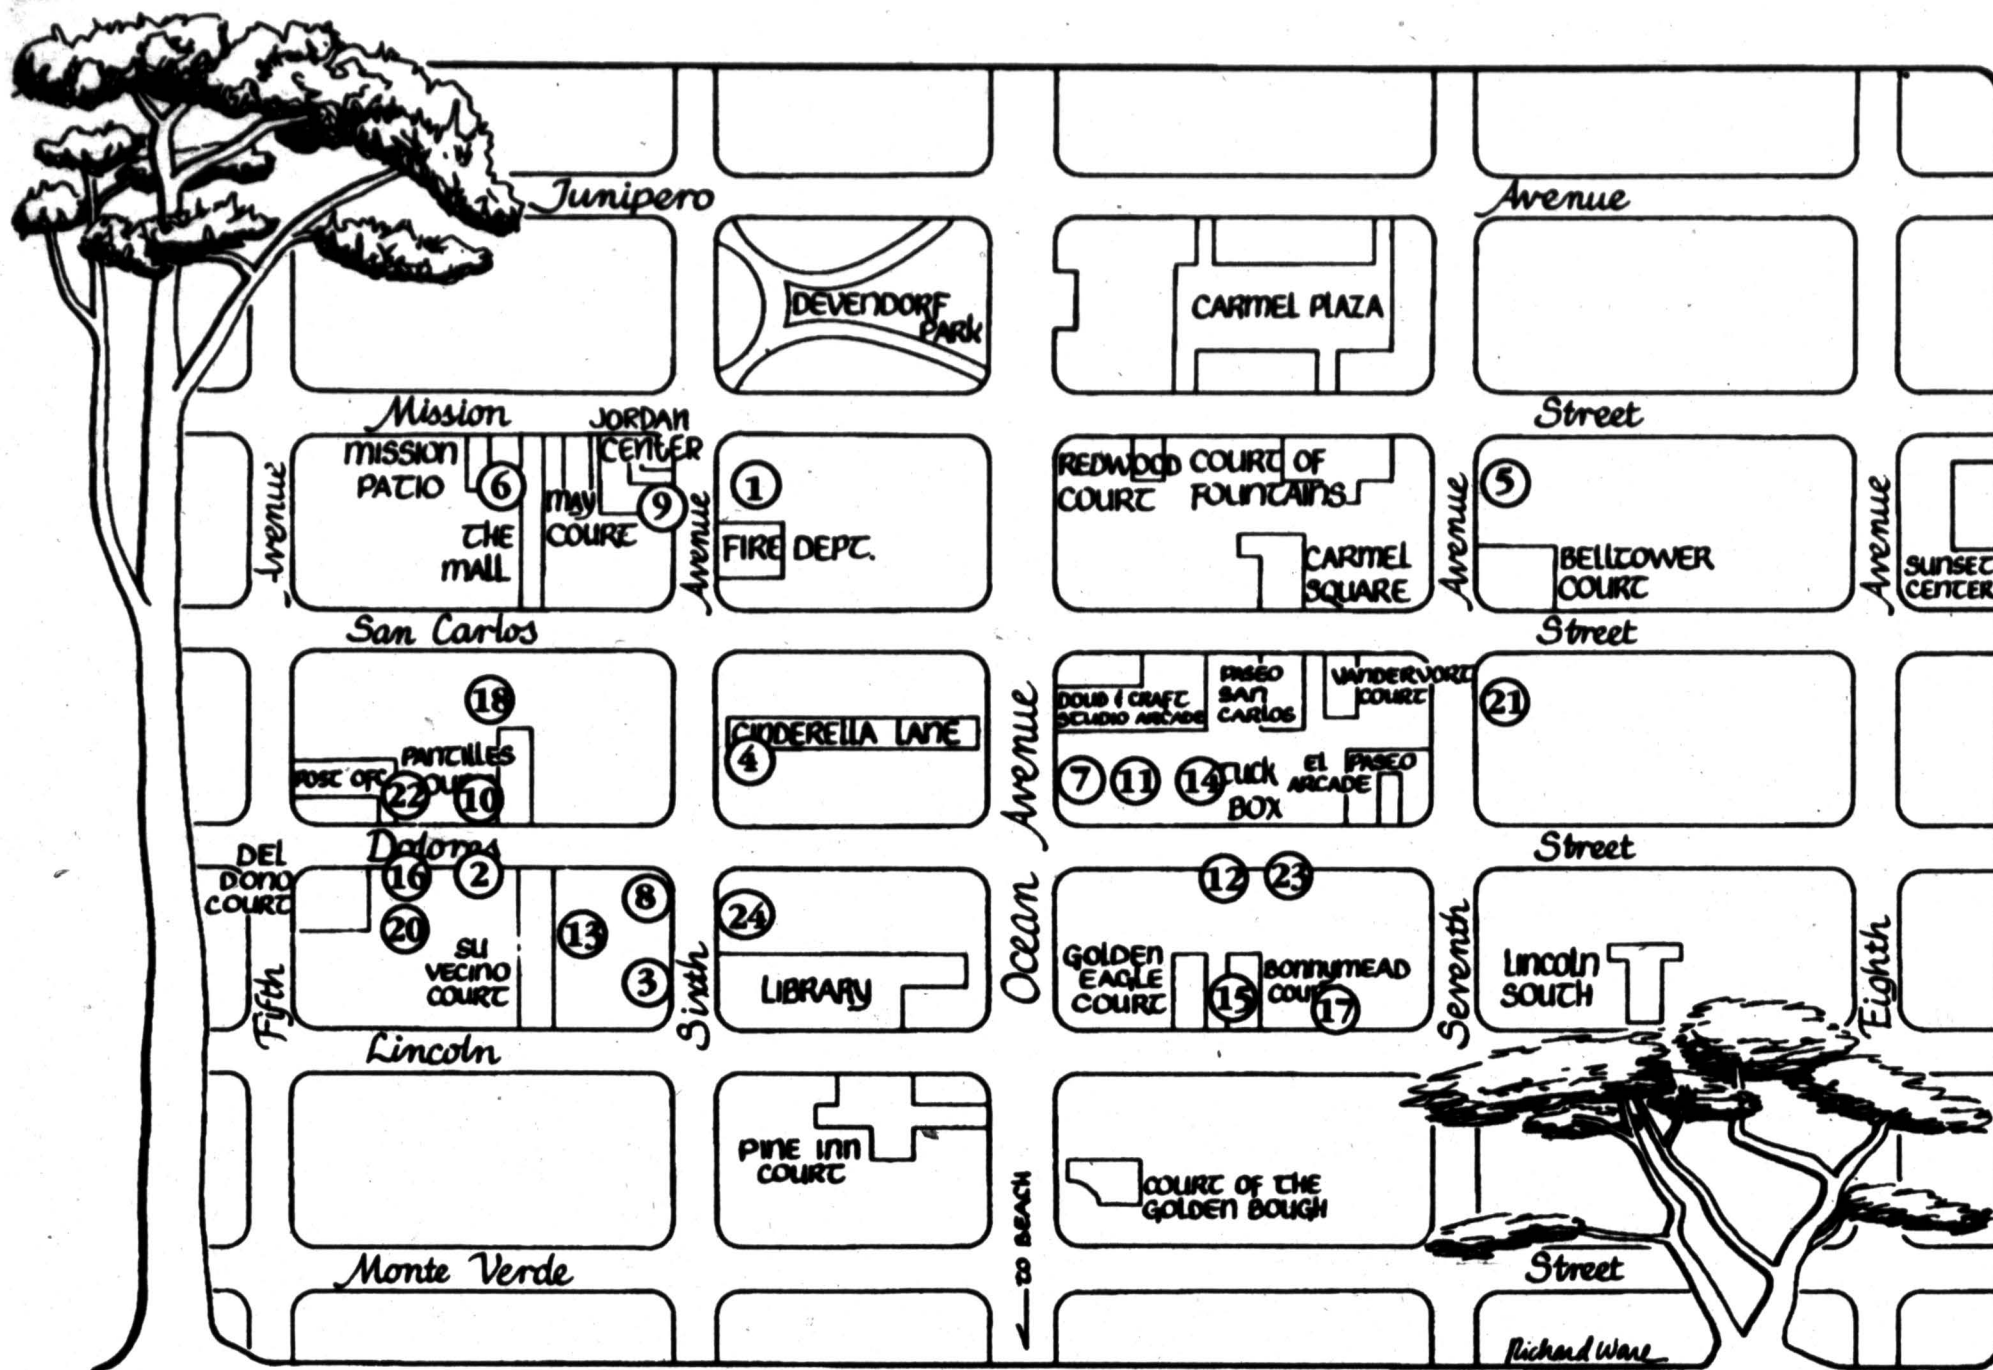 Junipero Avenue
DEVENDORF
PARK
CARMEL PLAZA
Mission Street
MISSION
PATIO
6
THE
MALL
MAY
COURT
JORDAN
CENTER
9
1
FIRE DEPT.
REDWOOD
COURT
COURT OF
FOUNTAINS
CARMEL
SQUARE
5
BELLTOWER
COURT
SUNSET
CENTER
Avenue
Avenue
Avenue
Avenue
San Carlos Street
18
PANTILLES
POST OFC
22
10
CINDERELLA LANE
4
DOUD & CRAFT
STUDIO ARCADE
PASEO
SAN
CARLOS
VANDERVORT
COURT
7
11
14
TUCK
BOX
EL PASEO
ARCADE
21
Dolores Street
DEL
DONO
COURT
16
2
20
SU
VECINO
COURT
13
8
3
24
LIBRARY
12
23
GOLDEN
EAGLE
COURT
15
BONNYMEAD
17
LINCOLN
SOUTH
Fifth
Sixth
Ocean Avenue
Seventh
Eighth
Lincoln
PINE INN
COURT
COURT OF THE
GOLDEN BOUGH
TO BEACH
Monte Verde Street
Richard Ware